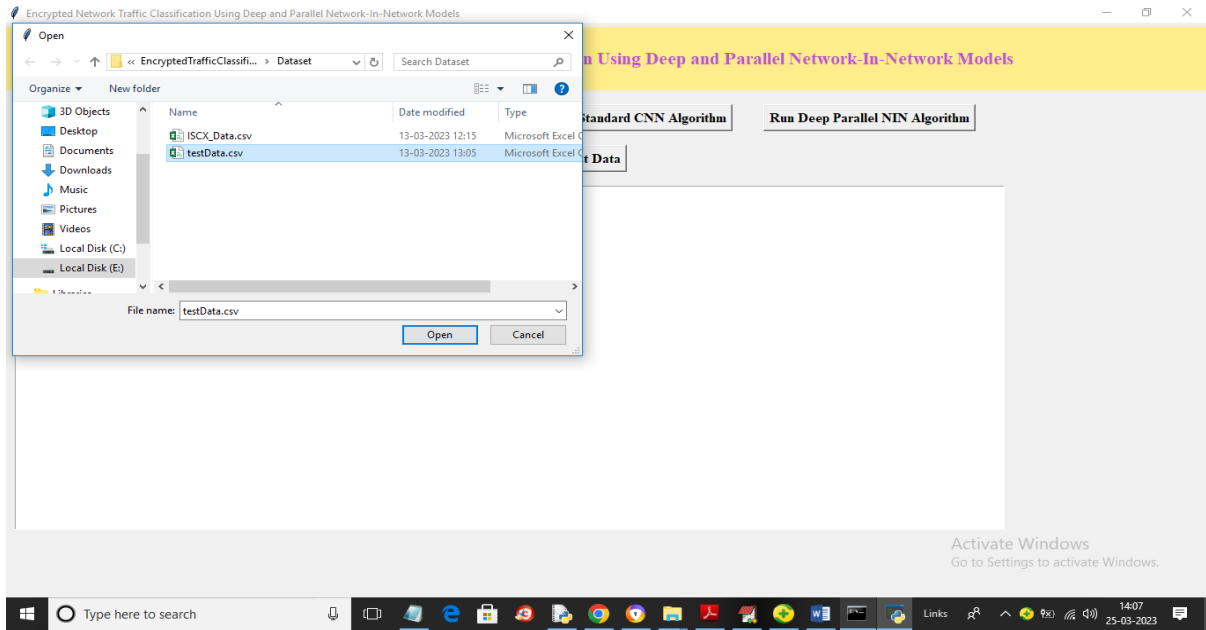 Encrypted Network Traffic Classification Using Deep and Parallel Network-In-Network Models
Open
« EncryptedTrafficClassifi... > Dataset
Search Dataset
n Using Deep and Parallel Network-In-Network Models
Organize
New folder
3D Objects
Desktop
Documents
Downloads
Music
Pictures
Videos
Local Disk (C:)
Local Disk (E:)
Libraries
Name
Date modified
Type
ISCX_Data.csv
13-03-2023 12:15
Microsoft Excel C
testData.csv
13-03-2023 13:05
Microsoft Excel C
Standard CNN Algorithm
Run Deep Parallel NIN Algorithm
t Data
File name:
testData.csv
Open
Cancel
Activate Windows
Go to Settings to activate Windows.
Type here to search
Links
14:07
25-03-2023